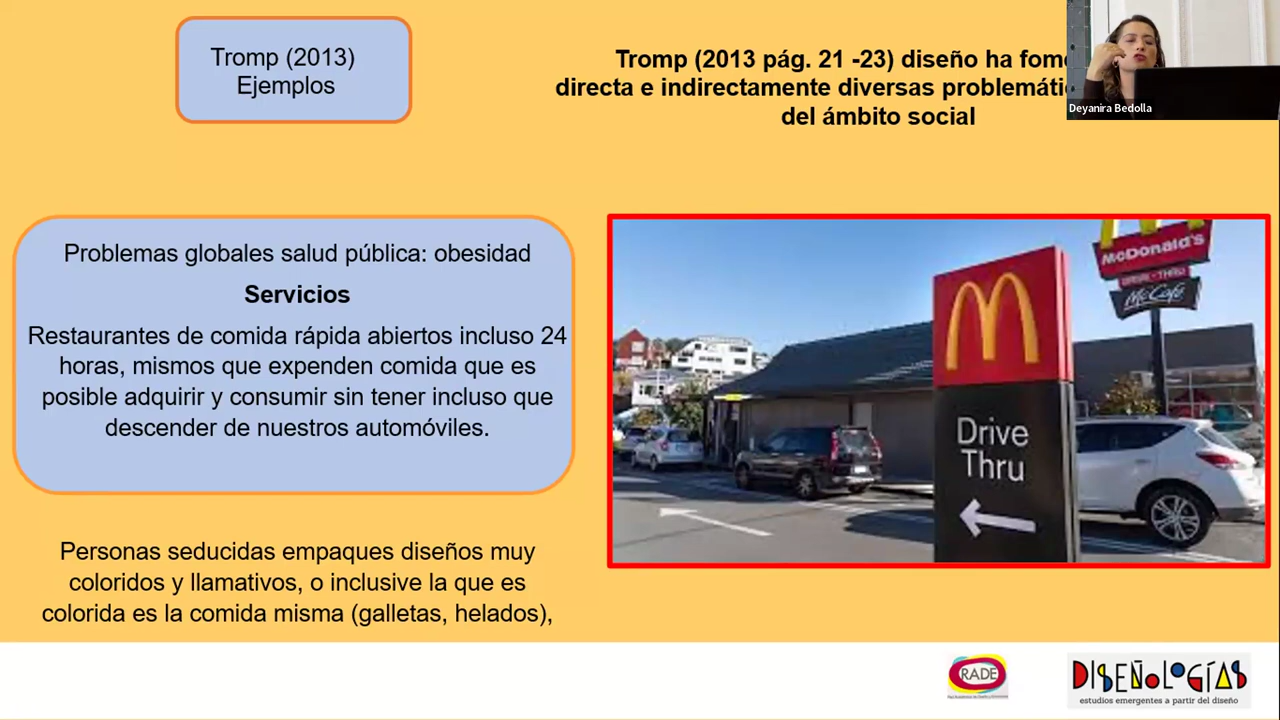 Tromp (2013)
Ejemplos
Tromp (2013 pág. 21 -23) diseño ha
directa e indirectamente diversas
del ámbito social
Deyanira Bedolla
Problemas globales salud pública: obesidad
Servicios
Restaurantes de comida rápida abiertos incluso 24
horas, mismos que expenden comida que es
posible adquirir y consumir sin tener incluso que
descender de nuestros automóviles.
McDonald's
DRIVE-THRU
McCafé
Drive
Thru
Personas seducidas empaques diseños muy
coloridos y llamativos, o inclusive la que es
colorida es la comida misma (galletas, helados),
RADE
DISEÑOLOGÍAS
estudios emergentes a partir del diseño